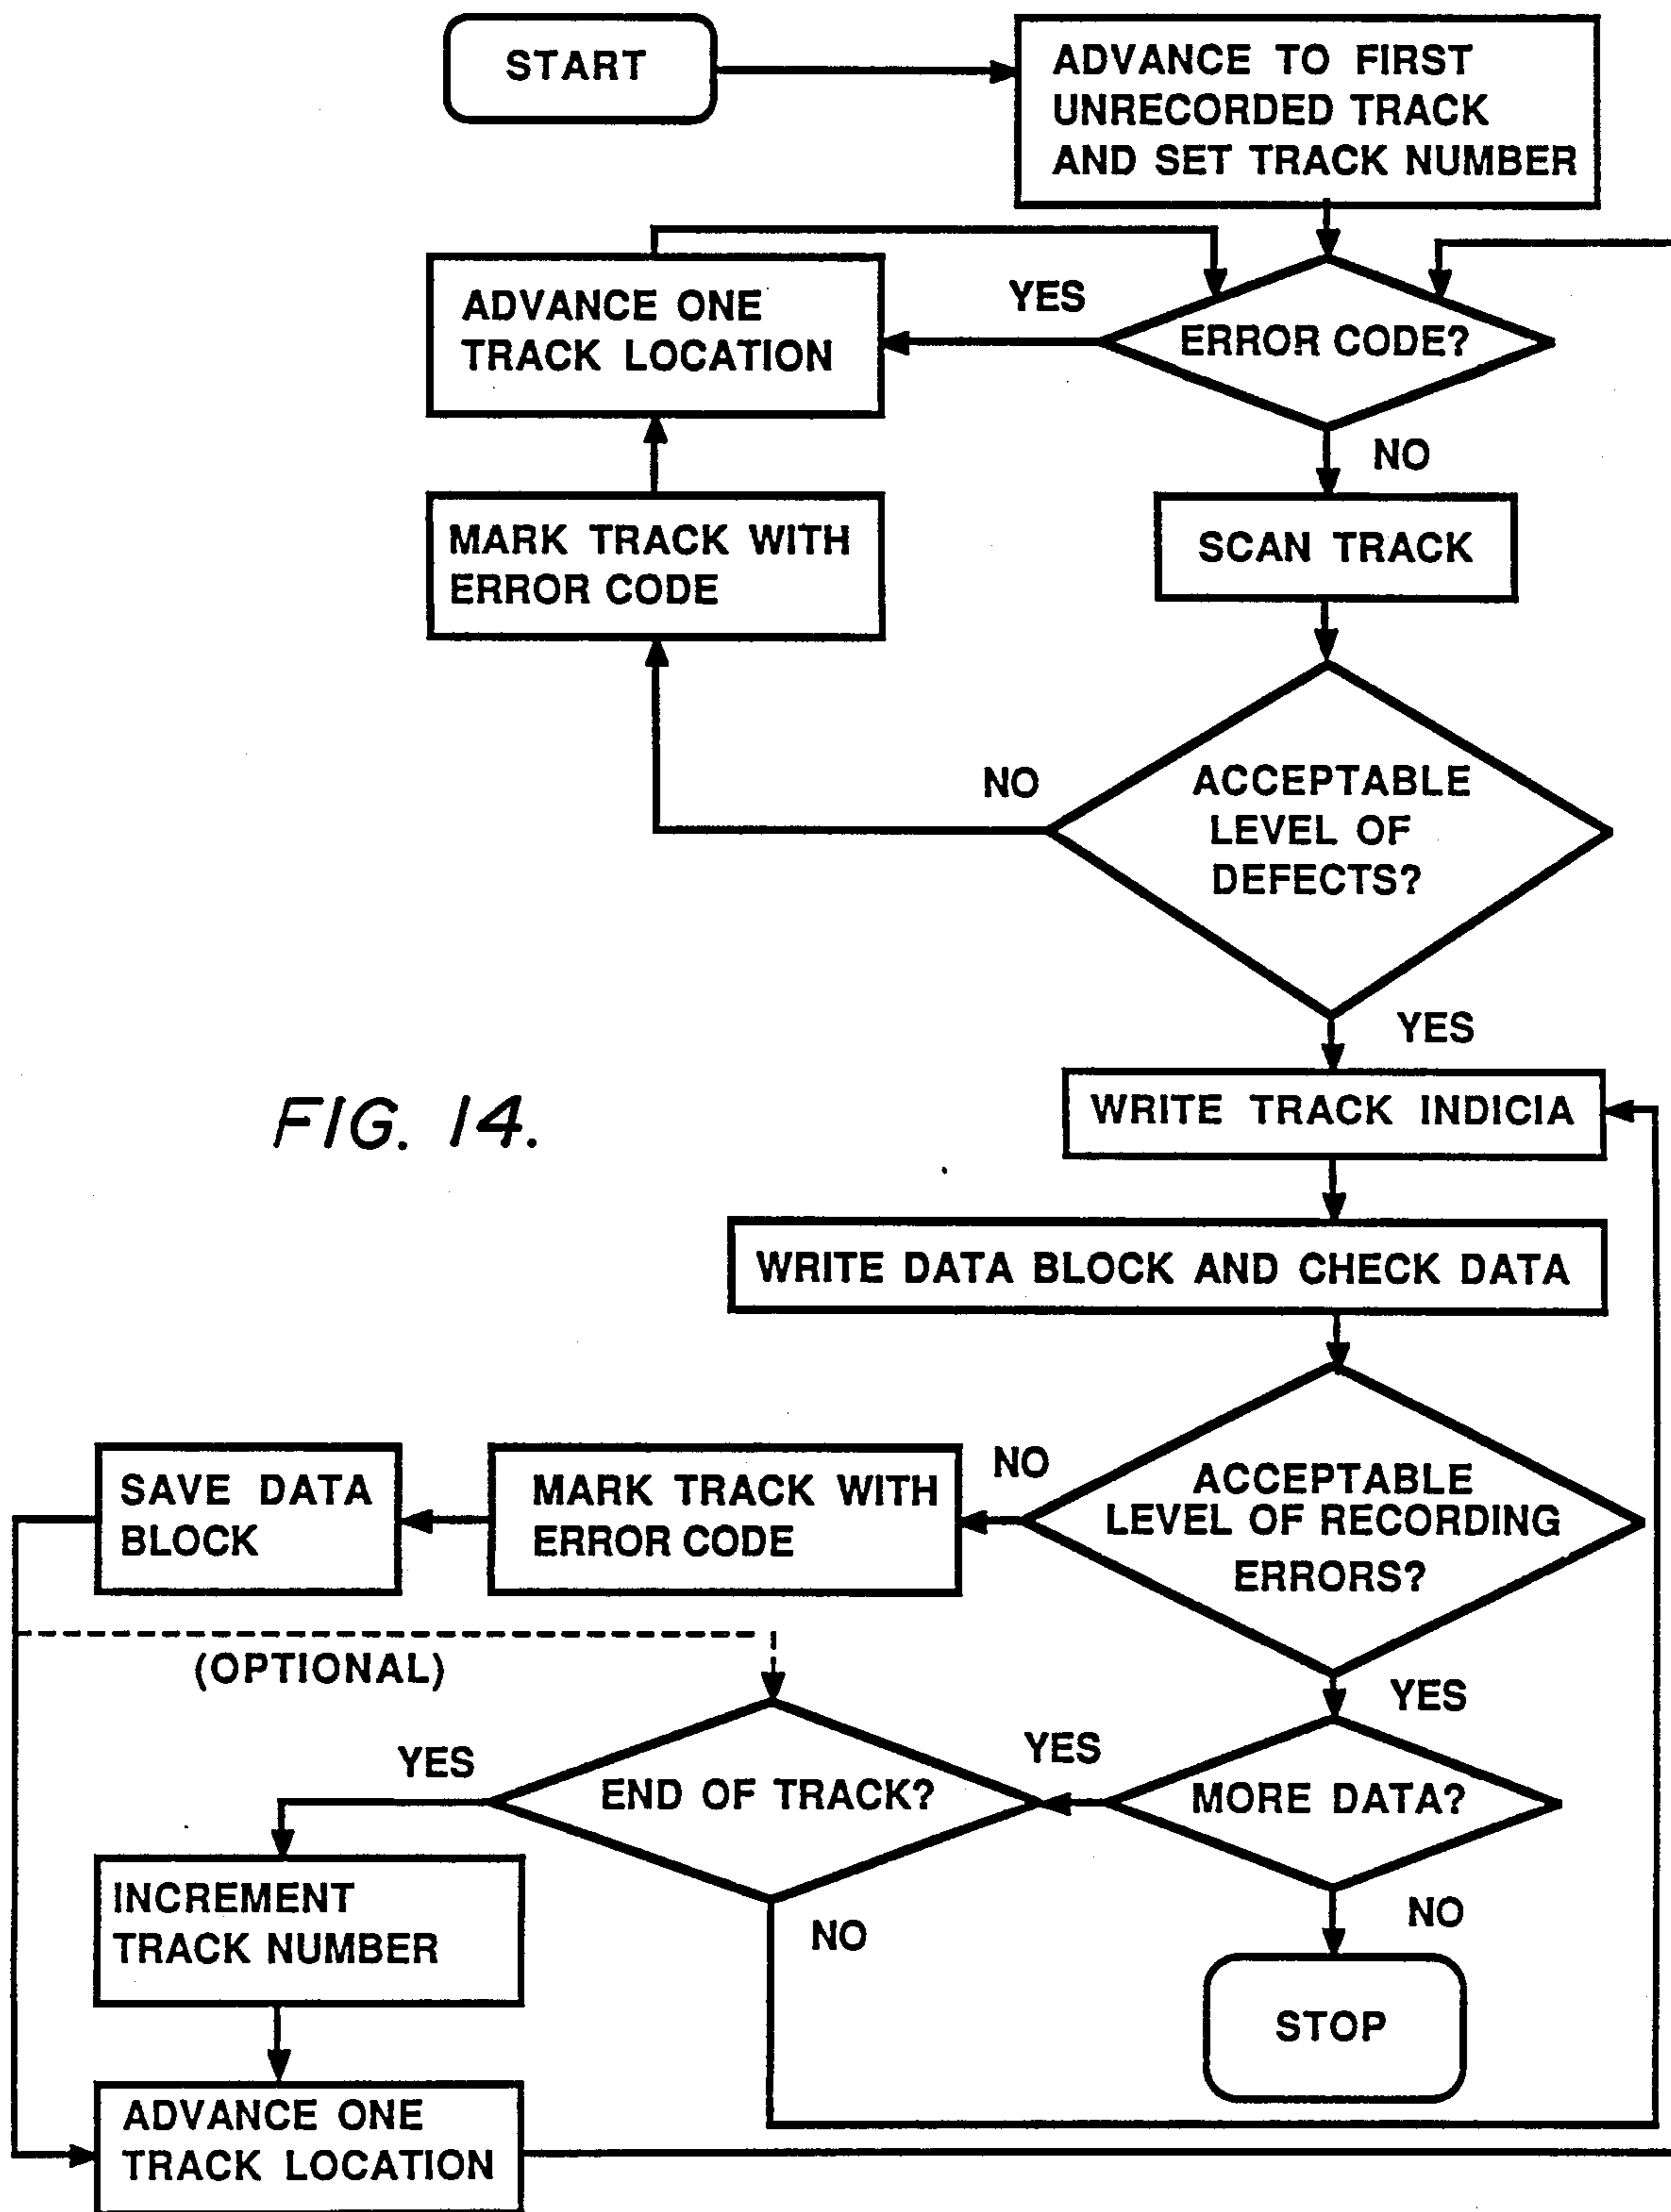 START
ADVANCE TO FIRST
UNRECORDED TRACK
AND SET TRACK NUMBER
ADVANCE ONE
TRACK LOCATION
YES
ERROR CODE?
NO
MARK TRACK WITH
ERROR CODE
SCAN TRACK
NO
ACCEPTABLE
LEVEL OF
DEFECTS?
YES
FIG. 14.
WRITE TRACK INDICIA
WRITE DATA BLOCK AND CHECK DATA
SAVE DATA
BLOCK
MARK TRACK WITH
ERROR CODE
NO
ACCEPTABLE
LEVEL OF RECORDING
ERRORS?
(OPTIONAL)
YES
YES
END OF TRACK?
YES
MORE DATA?
INCREMENT
TRACK NUMBER
NO
NO
STOP
ADVANCE ONE
TRACK LOCATION